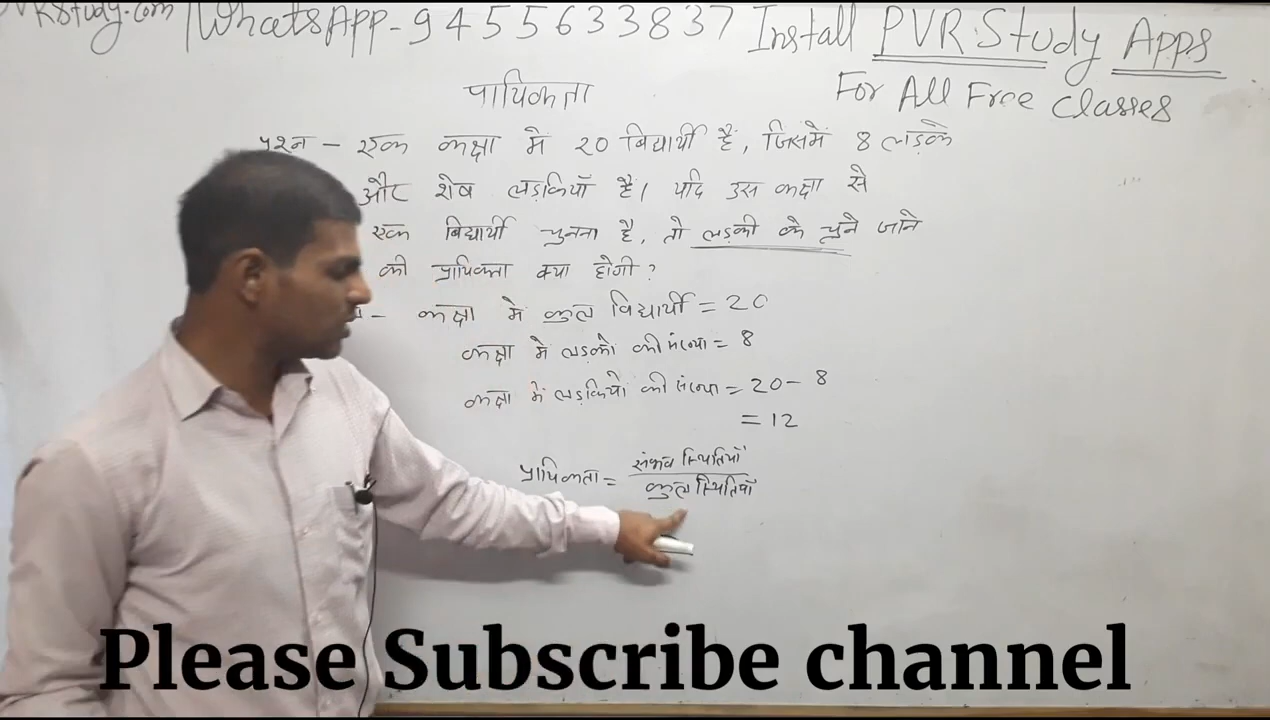 Study.com | WhatsApp-9455633837 Install PVR Study Apps
For All Free Classes
प्रायिकता
प्रश्न - एक कक्षा में 20 विद्यार्थी हैं, जिसमें 8 लड़के
और शेष लड़कियाँ हैं। यदि उस कक्षा से
एक विद्यार्थी चुनना है, तो लड़की के चुने जाने
की प्रायिकता क्या होगी?
- कक्षा में कुल विद्यार्थी = 20
कक्षा में लड़को की संख्या = 8
कक्षा में लड़कियों की संख्या = 20 - 8
= 12
प्रायिकता = संभव स्थितियाँ
कुल स्थितियाँ
Please Subscribe channel